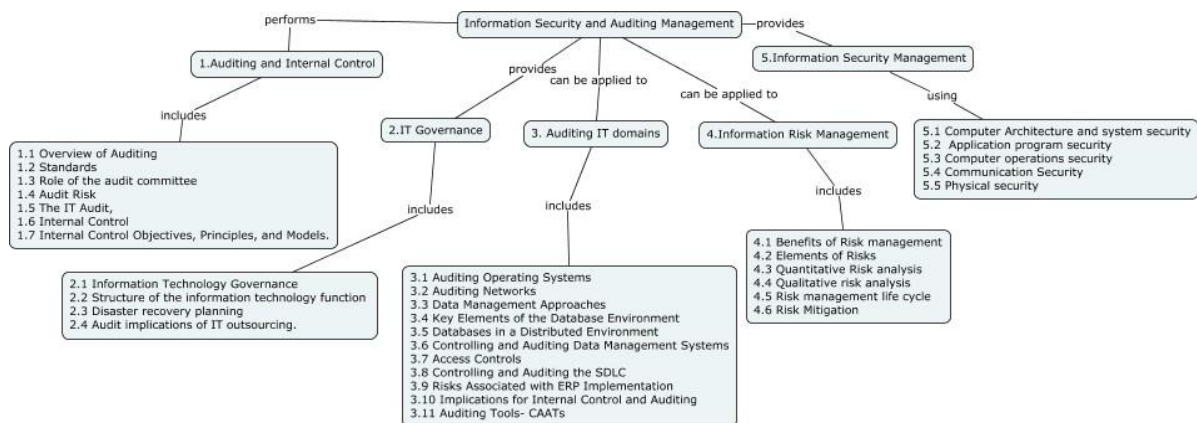 Information Security and Auditing Management
performs
provides
1.Auditing and Internal Control
provides
can be applied to
can be applied to
5.Information Security Management
includes
using
2.IT Governance
3. Auditing IT domains
4.Information Risk Management
1.1 Overview of Auditing
1.2 Standards
1.3 Role of the audit committee
1.4 Audit Risk
1.5 The IT Audit,
1.6 Internal Control
1.7 Internal Control Objectives, Principles, and Models.
5.1 Computer Architecture and system security
5.2 Application program security
5.3 Computer operations security
5.4 Communication Security
5.5 Physical security
includes
includes
includes
2.1 Information Technology Governance
2.2 Structure of the information technology function
2.3 Disaster recovery planning
2.4 Audit implications of IT outsourcing.
3.1 Auditing Operating Systems
3.2 Auditing Networks
3.3 Data Management Approaches
3.4 Key Elements of the Database Environment
3.5 Databases in a Distributed Environment
3.6 Controlling and Auditing Data Management Systems
3.7 Access Controls
3.8 Controlling and Auditing the SDLC
3.9 Risks Associated with ERP Implementation
3.10 Implications for Internal Control and Auditing
3.11 Auditing Tools- CAATs
4.1 Benefits of Risk management
4.2 Elements of Risks
4.3 Quantitative Risk analysis
4.4 Qualitative risk analysis
4.5 Risk management life cycle
4.6 Risk Mitigation